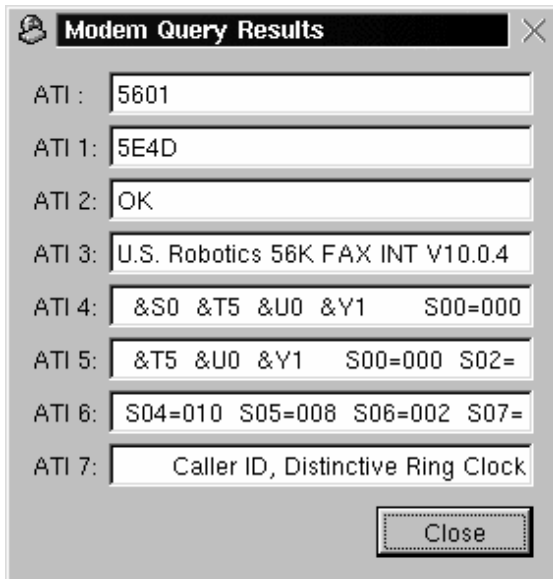 Modem Query Results
ATI : 5601
ATI 1: 5E4D
ATI 2: OK
ATI 3: U.S. Robotics 56K FAX INT V10.0.4
ATI 4: &S0 &T5 &U0 &Y1 S00=000
ATI 5: &T5 &U0 &Y1 S00=000 S02=
ATI 6: S04=010 S05=008 S06=002 S07=
ATI 7: Caller ID, Distinctive Ring Clock
Close